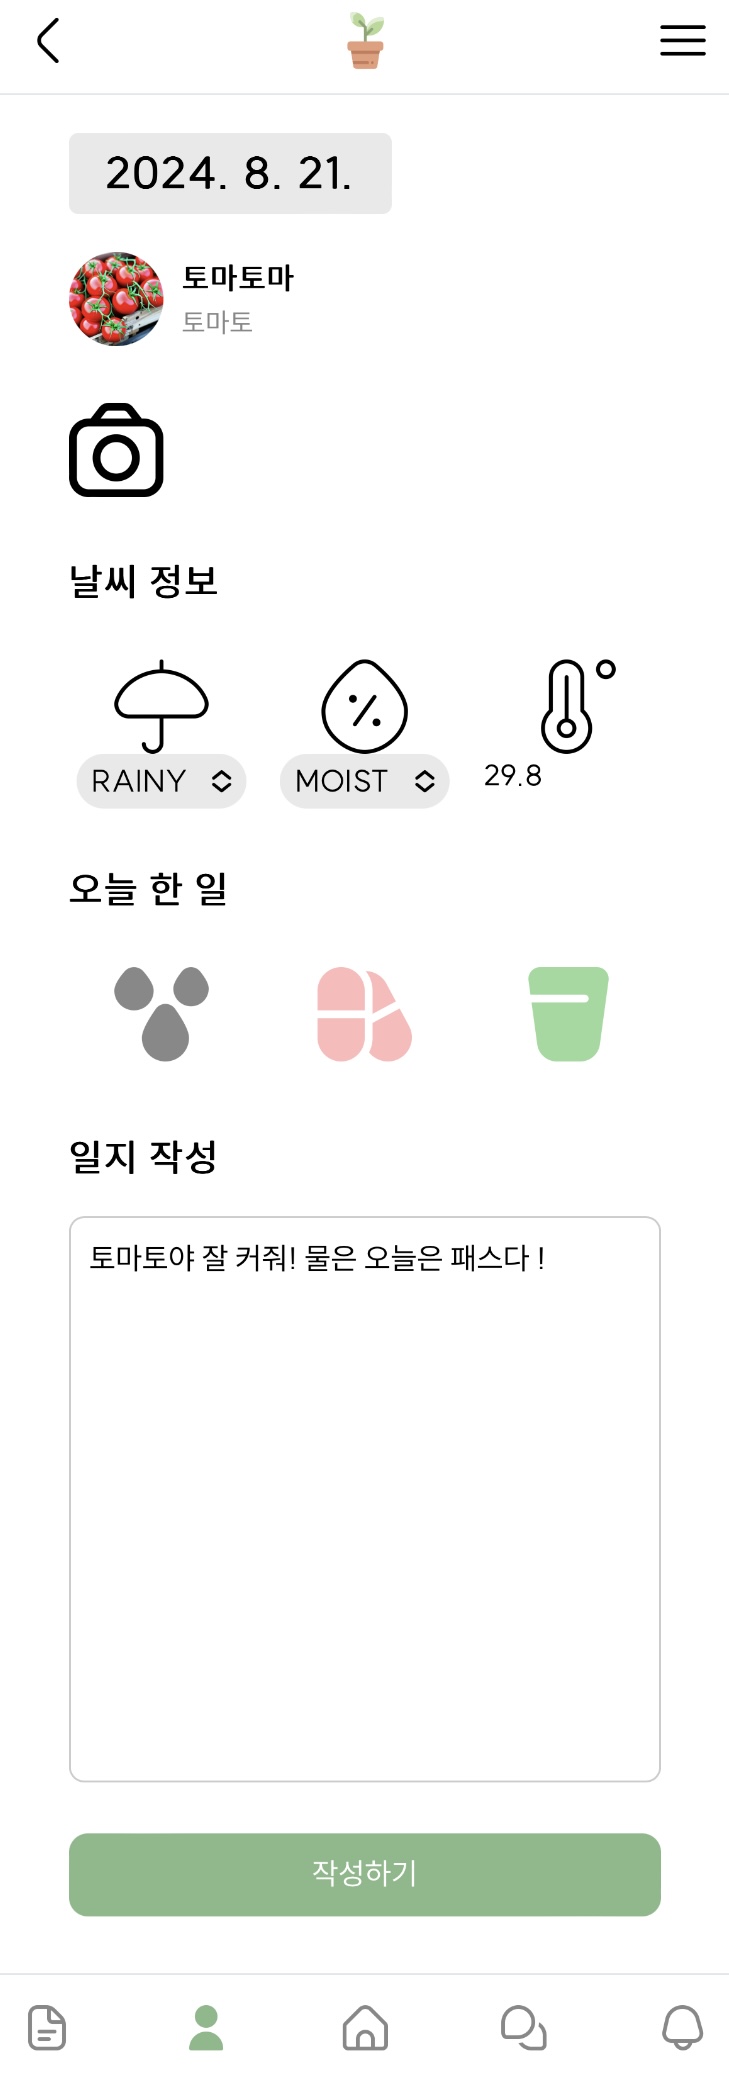 2024. 8. 21.
토마토마
토마토
날씨 정보
RAINY MOIST 29.8
오늘 한 일
일지 작성
토마토야 잘 커줘! 물은 오늘은 패스다 !
작성하기